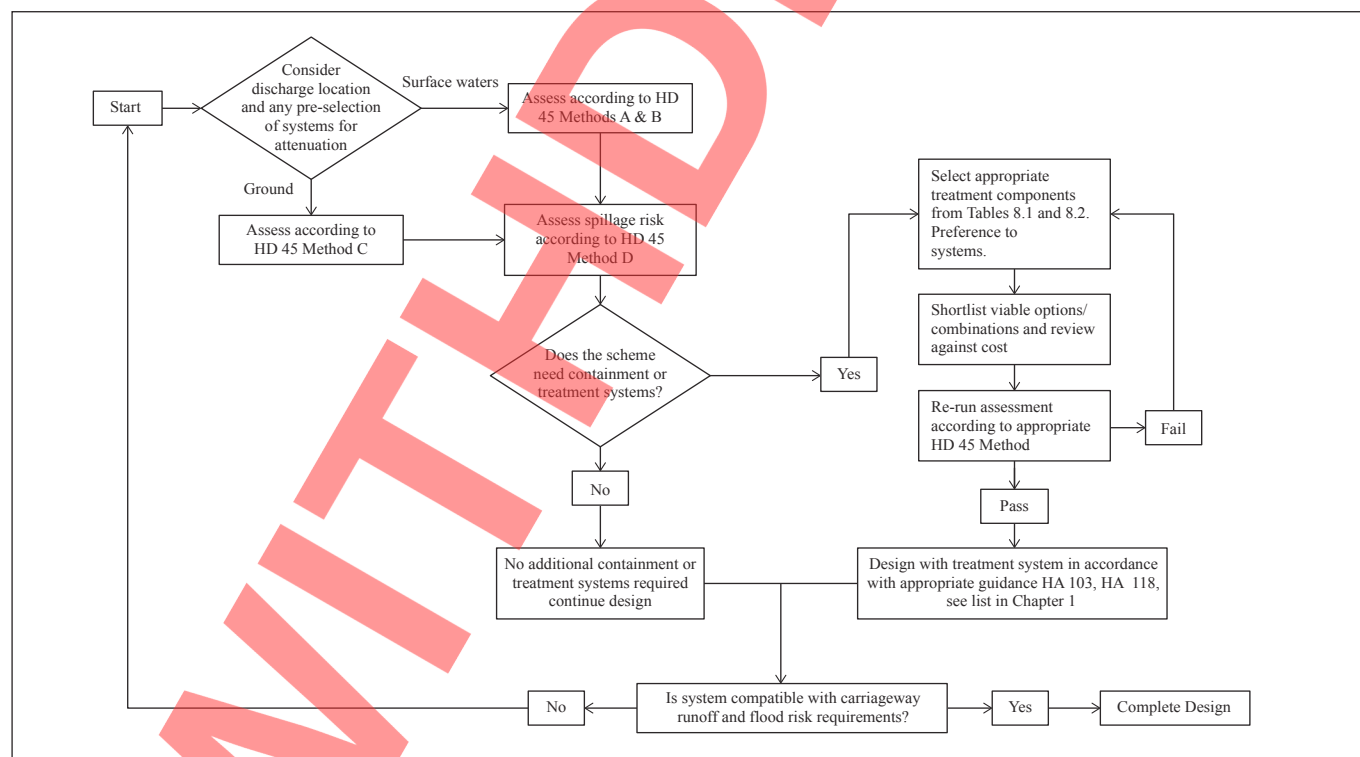 Start
Consider
discharge location
and any pre-selection
of systems for
attenuation
Surface waters
Assess according to HD
45 Methods A & B
Ground
Assess according to
HD 45 Method C
Assess spillage risk
according to HD 45
Method D
Does the scheme
need containment or
treatment systems?
Yes
Select appropriate
treatment components
from Tables 8.1 and 8.2.
Preference to
systems.
Shortlist viable options/
combinations and review
against cost
Re-run assessment
according to appropriate
HD 45 Method
Fail
Pass
No
No additional containment or
treatment systems required
continue design
Design with treatment system in accordance
with appropriate guidance HA 103, HA 118,
see list in Chapter 1
Is system compatible with carriageway
runoff and flood risk requirements?
No
Yes
Complete Design
MITHD